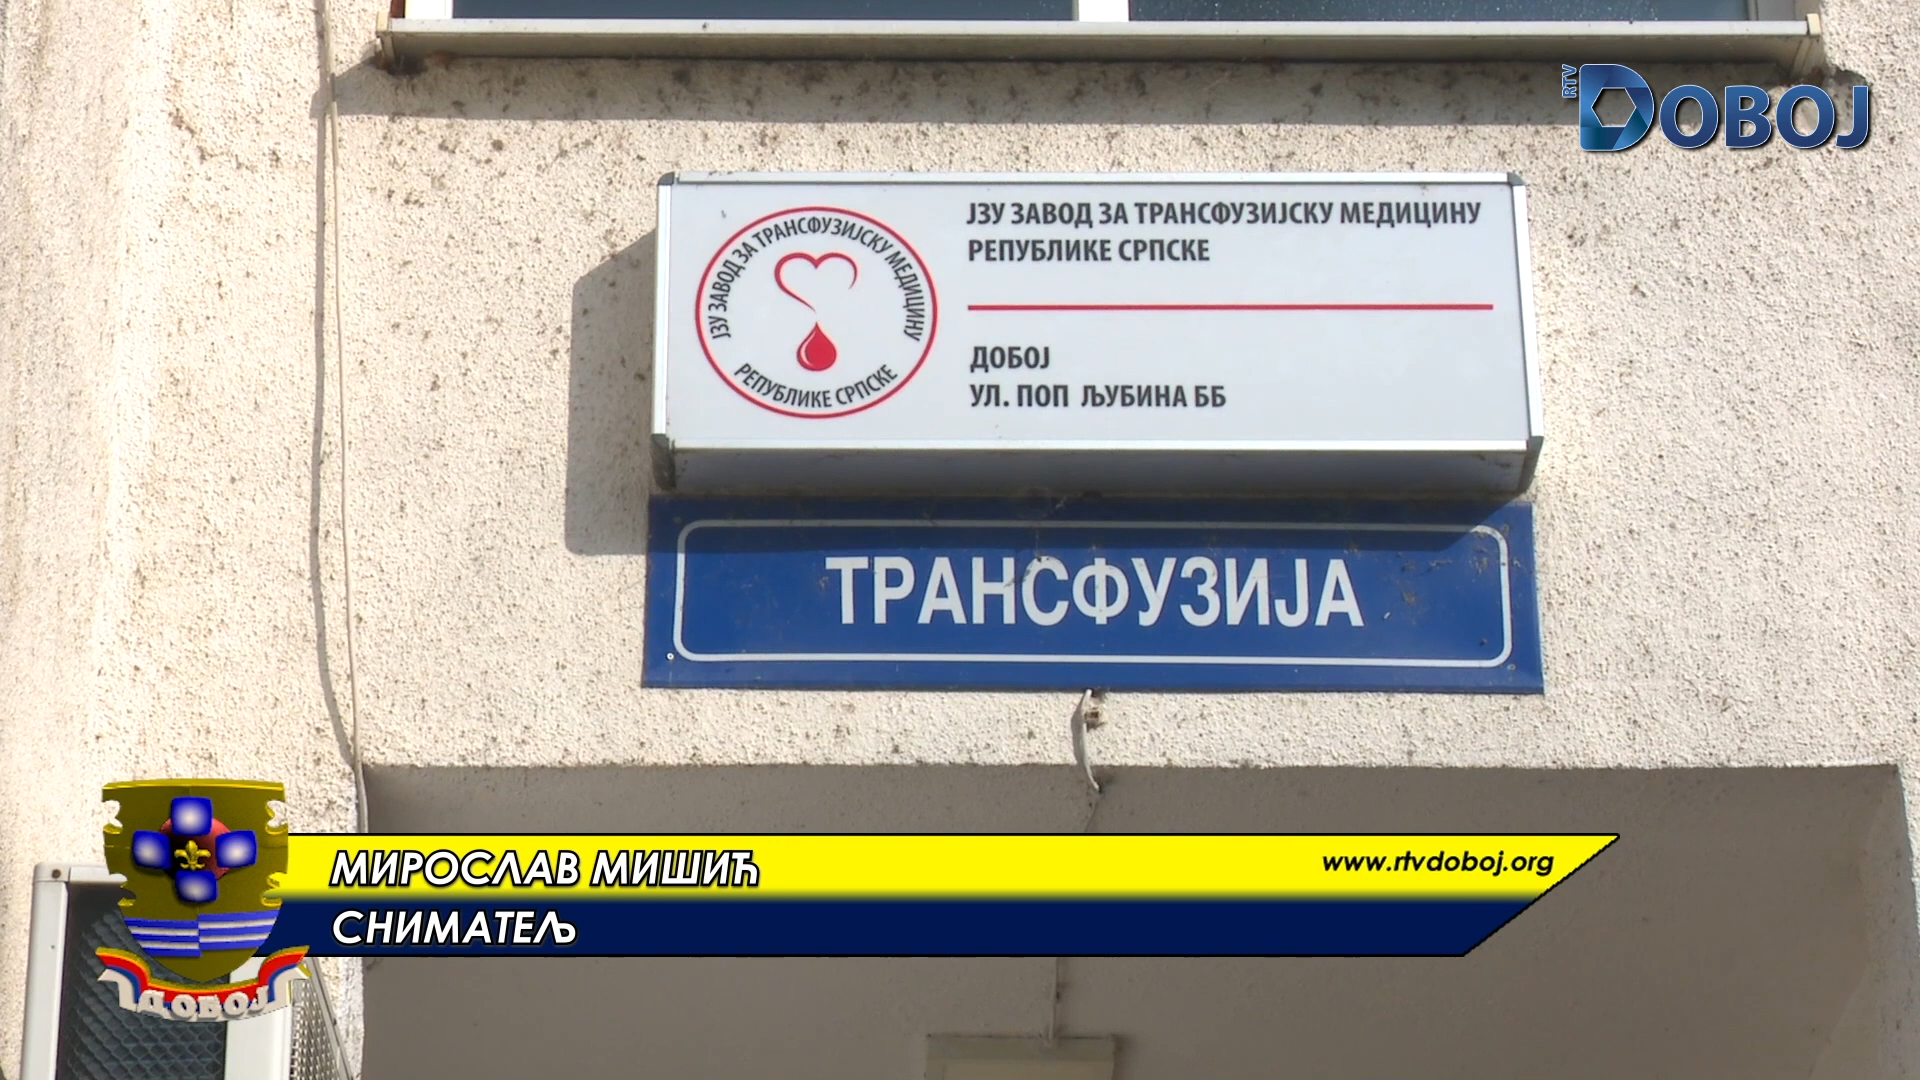 RTV DOBOJ
ЈЗУ ЗАВОД ЗА ТРАНСФУЗИЈСКУ МЕДИЦИНУ
РЕПУБЛИКЕ СРПСКЕ
ЈЗУ ЗАВОД ЗА ТРАНСФУЗИЈСКУ МЕДИЦИНУ
РЕПУБЛИКЕ СРПСКЕ
ДОБОЈ
УЛ. ПОП ЉУБИНА ББ
ТРАНСФУЗИЈА
МИРОСЛАВ МИШИЋ
www.rtvdoboj.org
СНИМАТЕЉ
ДОБОЈ